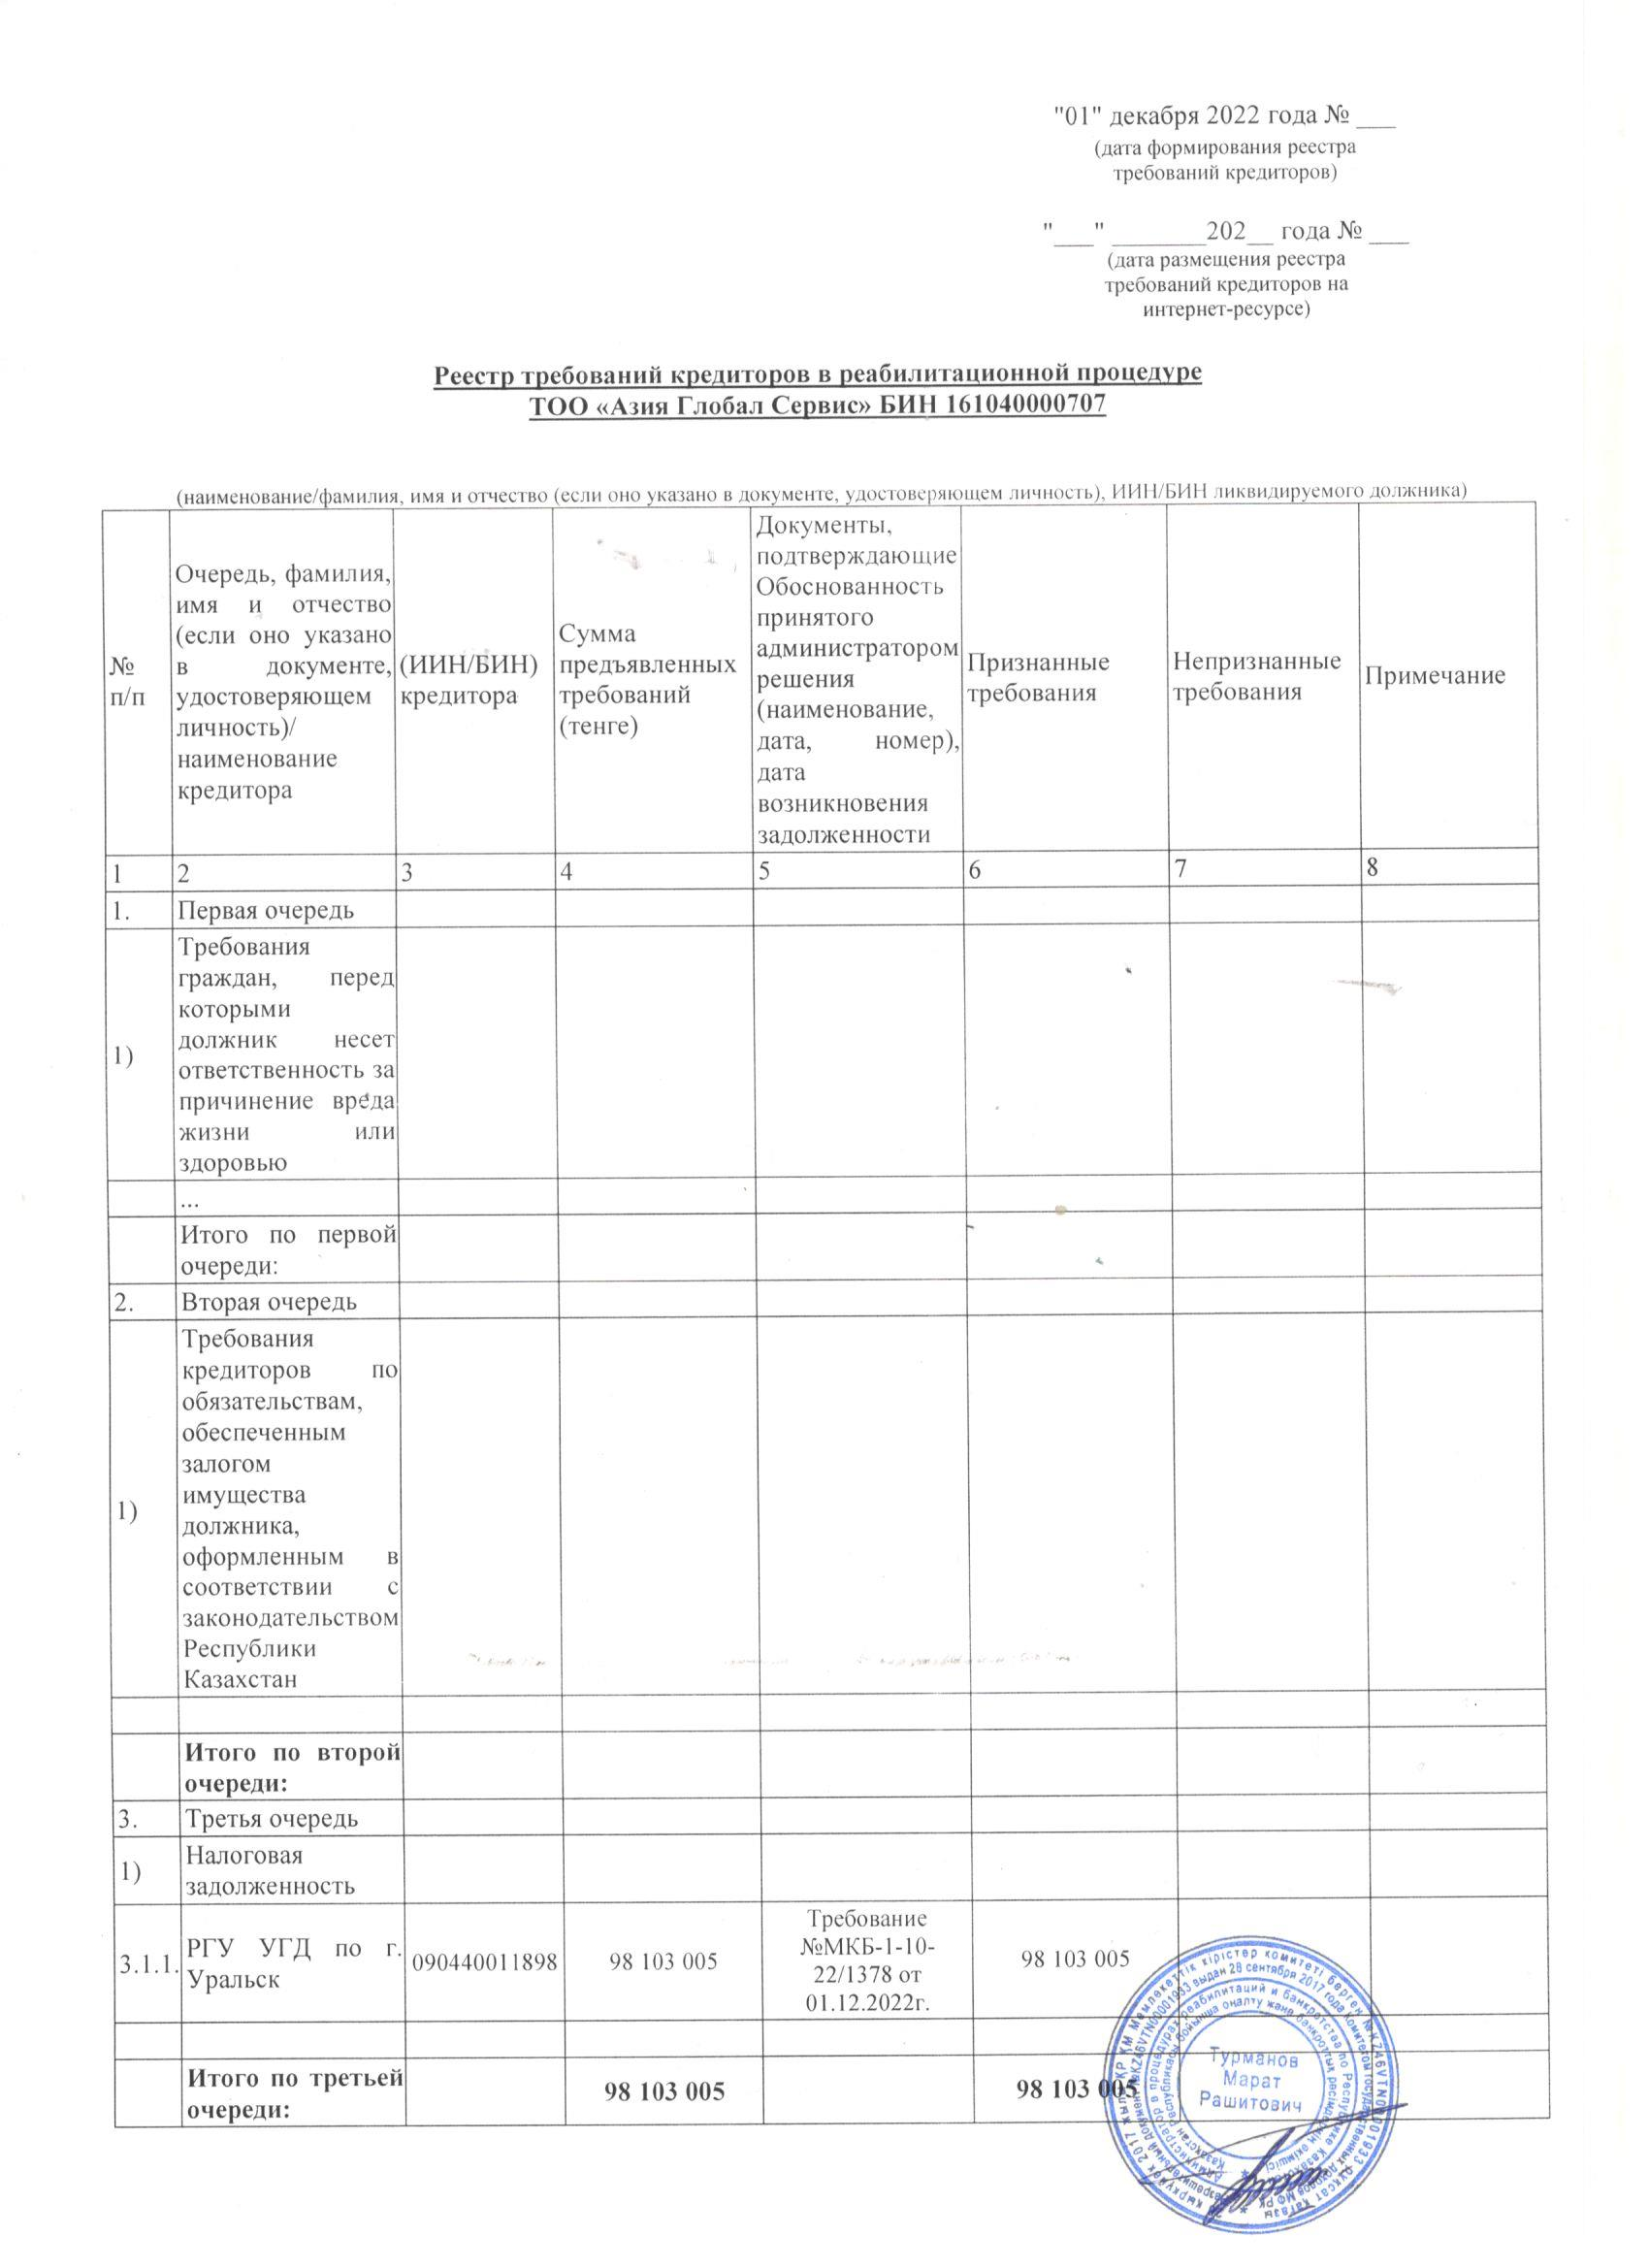 "01" декабря 2022 года № ___
(дата формирования реестра
требований кредиторов)
"___" _______202__ года № ___
(дата размещения реестра
требований кредиторов на
интернет-ресурсе)
Реестр требований кредиторов в реабилитационной процедуре
ТОО «Азия Глобал Сервис» БИН 161040000707
(наименование/фамилия, имя и отчество (если оно указано в документе, удостоверяющем личность), ИИН/БИН ликвидируемого должника)
№
п/п
Очередь, фамилия,
имя и отчество
(если оно указано
в документе,
удостоверяющем
личность)/
наименование
кредитора
(ИИН/БИН)
кредитора
Сумма
предъявленных
требований
(тенге)
Документы,
подтверждающие
Обоснованность
принятого
администратором
решения
(наименование,
дата, номер),
дата
возникновения
задолженности
Признанные
требования
Непризнанные
требования
Примечание
1 2 3 4 5 6 7 8
1. Первая очередь
1)
Требования
граждан, перед
которыми
должник несет
ответственность за
причинение вреда
жизни или
здоровью
...
Итого по первой
очереди:
2. Вторая очередь
1)
Требования
кредиторов по
обязательствам,
обеспеченным
залогом
имущества
должника,
оформленным в
соответствии с
законодательством
Республики
Казахстан
Итого по второй
очереди:
3. Третья очередь
1)
Налоговая
задолженность
3.1.1.
РГУ УГД по г.
Уральск
090440011898
98 103 005
Требование
№МКБ-1-10-
22/1378 от
01.12.2022г.
98 103 005
Итого по третьей
очереди:
98 103 005
98 103 005
Турманов
Марат
Рашитович